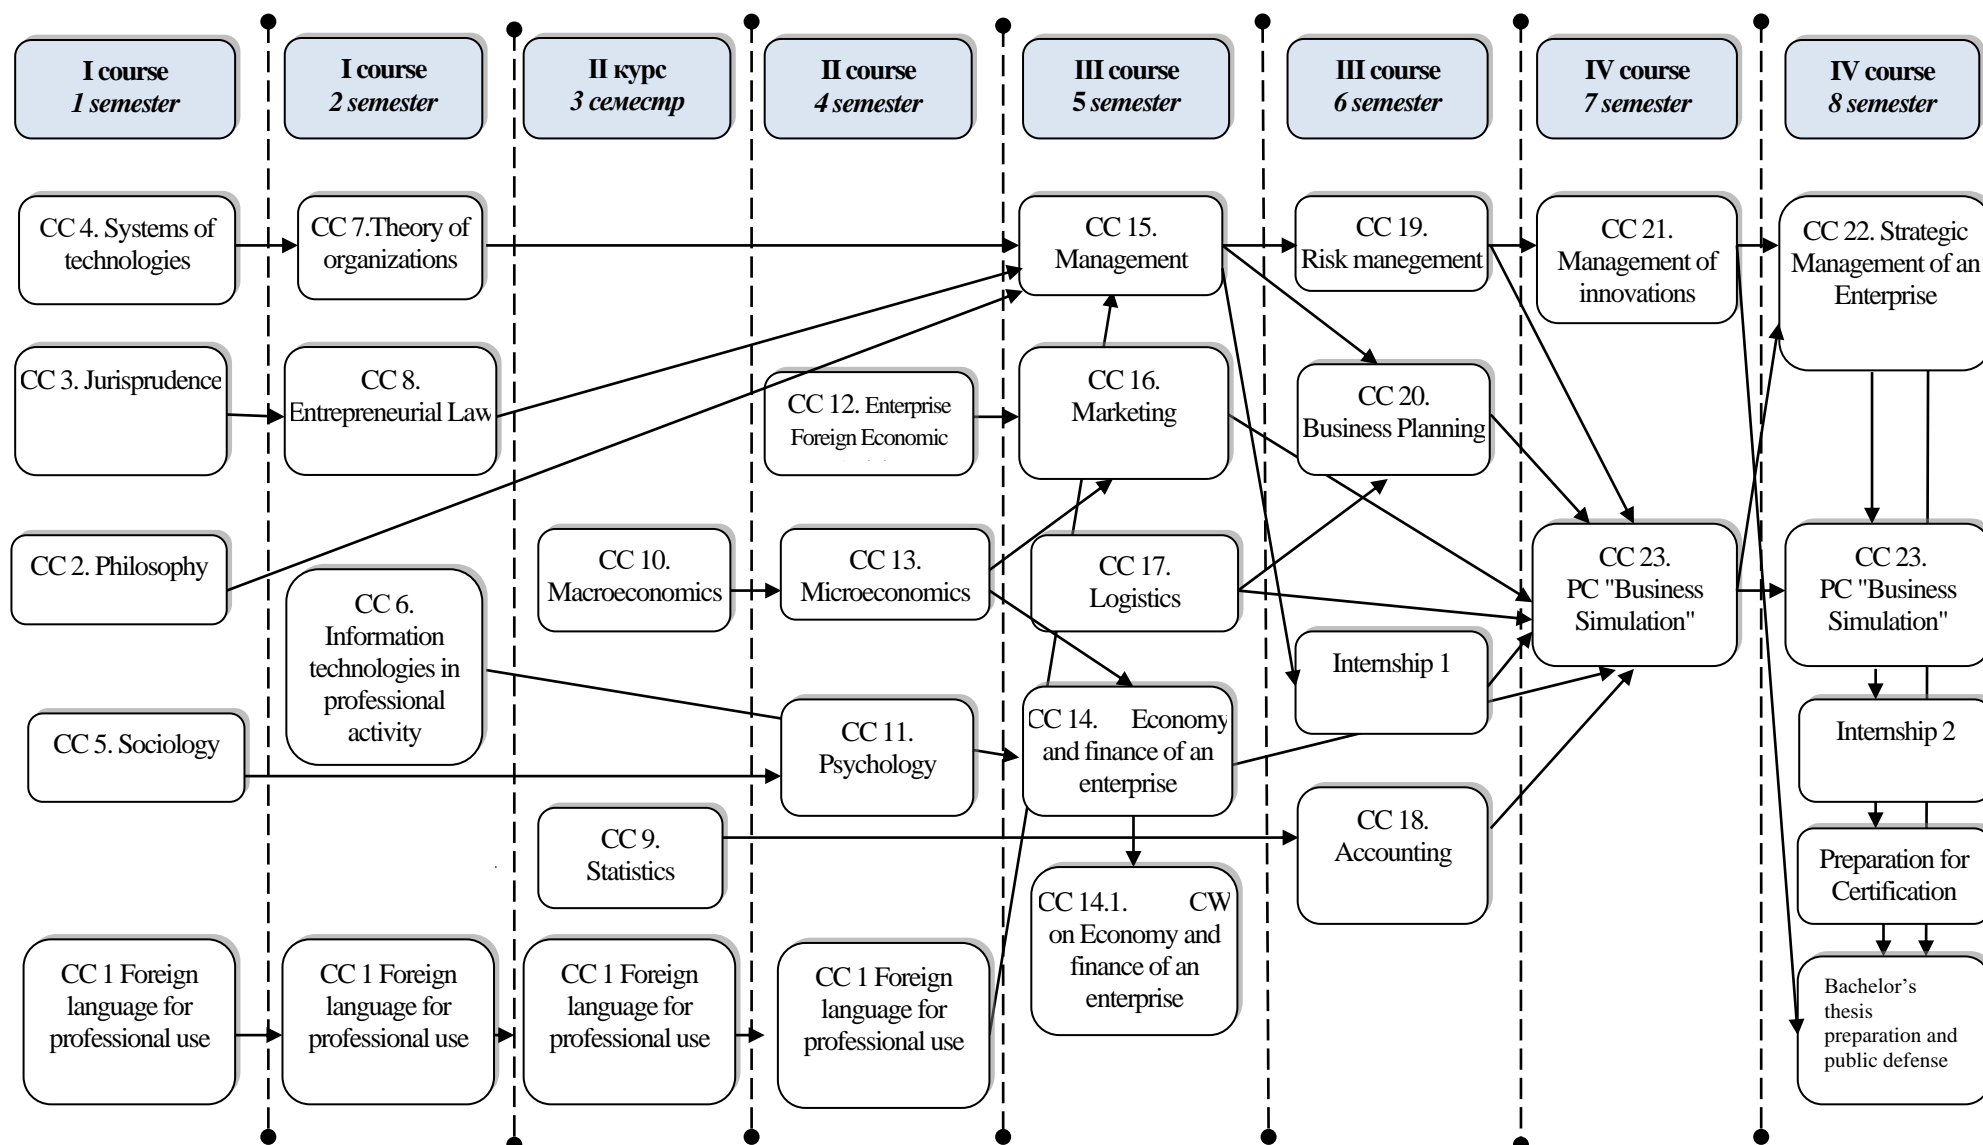 I course
1 semester
I course
2 semester
II курс
3 семестр
II course
4 semester
III course
5 semester
III course
6 semester
IV course
7 semester
IV course
8 semester
CC 4. Systems of
technologies
CC 7.Theory of
organizations
CC 15.
Management
CC 19.
Risk manegement
CC 21.
Management of
innovations
CC 22. Strategic
Management of an
Enterprise
CC 3. Jurisprudence
CC 8.
Entrepreneurial Law
CC 12. Enterprise
Foreign Economic
CC 16.
Marketing
CC 20.
Business Planning
CC 2. Philosophy
CC 6.
Information
technologies in
professional
activity
CC 10.
Macroeconomics
CC 13.
Microeconomics
CC 17.
Logistics
Internship 1
CC 23.
PC "Business
Simulation"
CC 23.
PC "Business
Simulation"
CC 5. Sociology
CC 11.
Psychology
CC 14. Economy
and finance of an
enterprise
Internship 2
CC 9.
Statistics
CC 18.
Accounting
Preparation for
Certification
CC 14.1. CW
on Economy and
finance of an
enterprise
CC 1 Foreign
language for
professional use
CC 1 Foreign
language for
professional use
CC 1 Foreign
language for
professional use
CC 1 Foreign
language for
professional use
Bachelor’s
thesis
preparation and
public defense